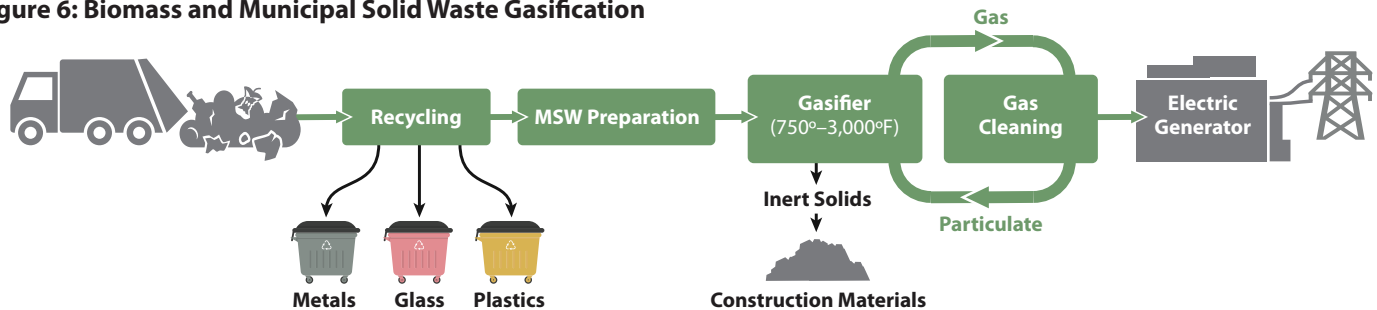 gure 6: Biomass and Municipal Solid Waste Gasification
Gas
Recycling
MSW Preparation
Gasifier
(750º–3,000ºF)
Gas
Cleaning
Electric
Generator
Inert Solids
Particulate
Metals
Glass
Plastics
Construction Materials